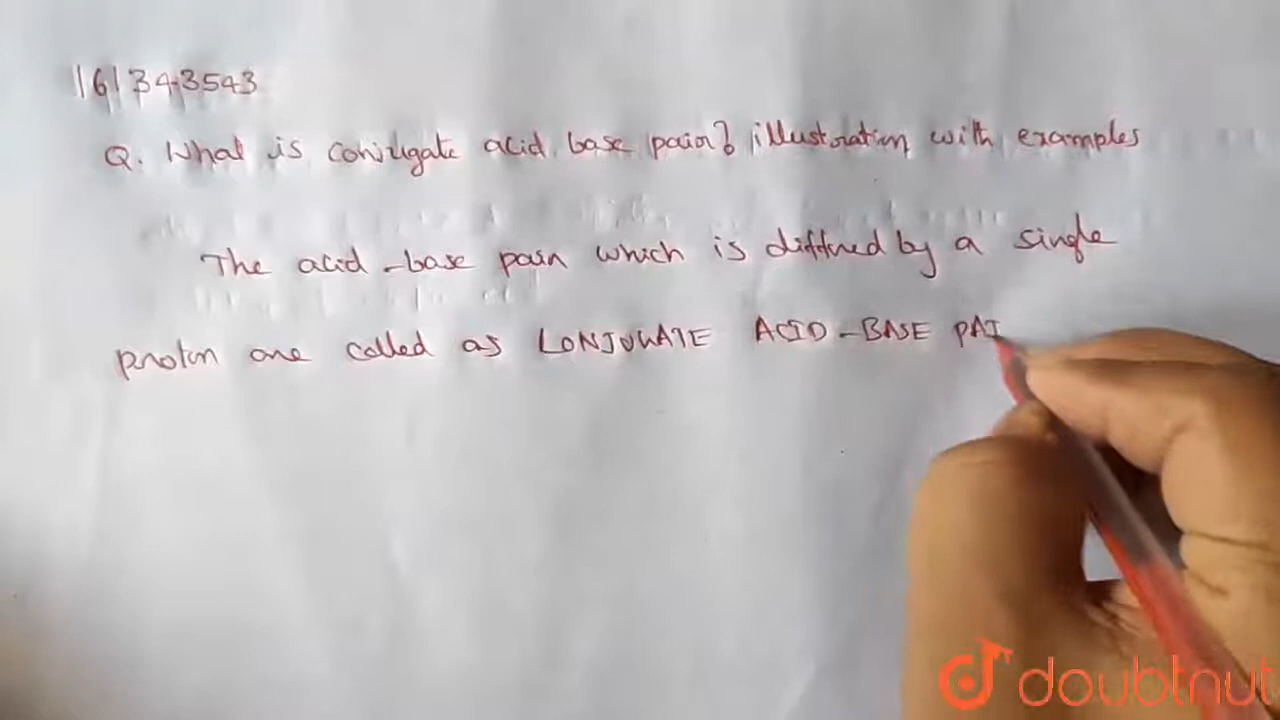 161343543
Q. What is conjugate acid base pair? illustration with examples
The acid-base pair which is differed by a single
proton are called as CONJUGATE ACID-BASE PAI
doubtnut